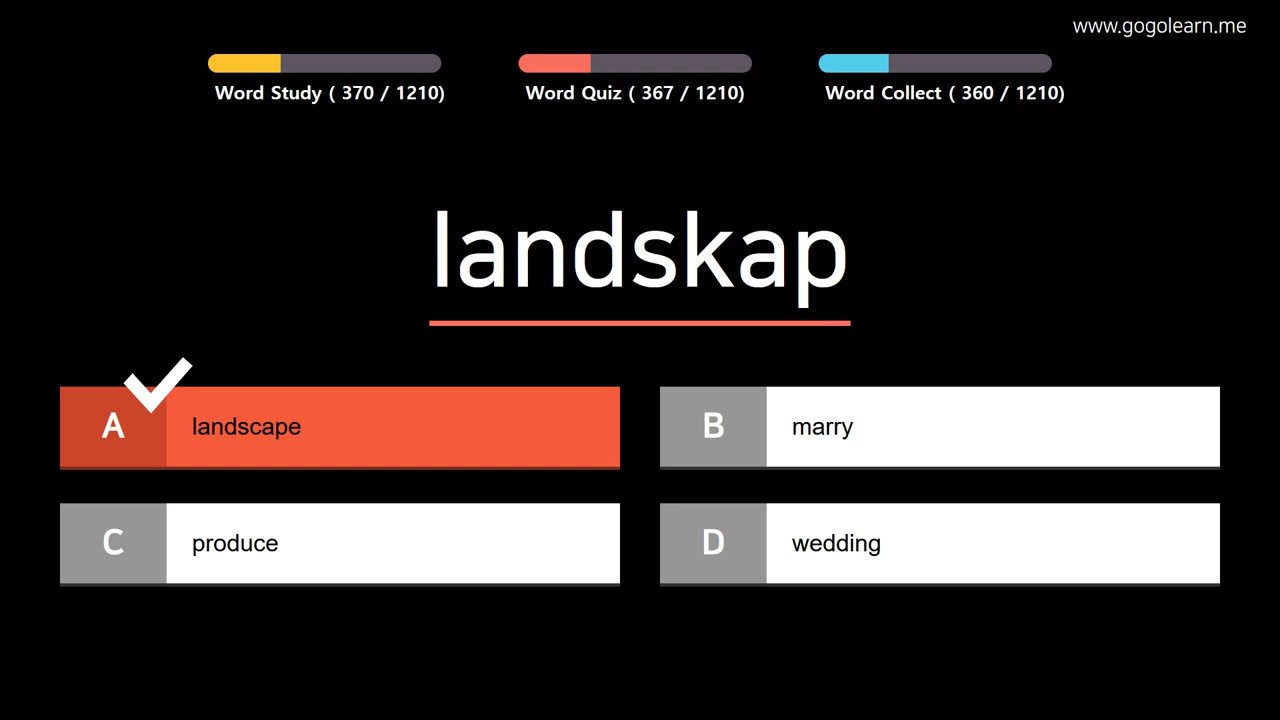 www.gogolearn.me
Word Study ( 370 / 1210)
Word Quiz ( 367 / 1210)
Word Collect ( 360 / 1210)
landskap
A landscape
B marry
C produce
D wedding